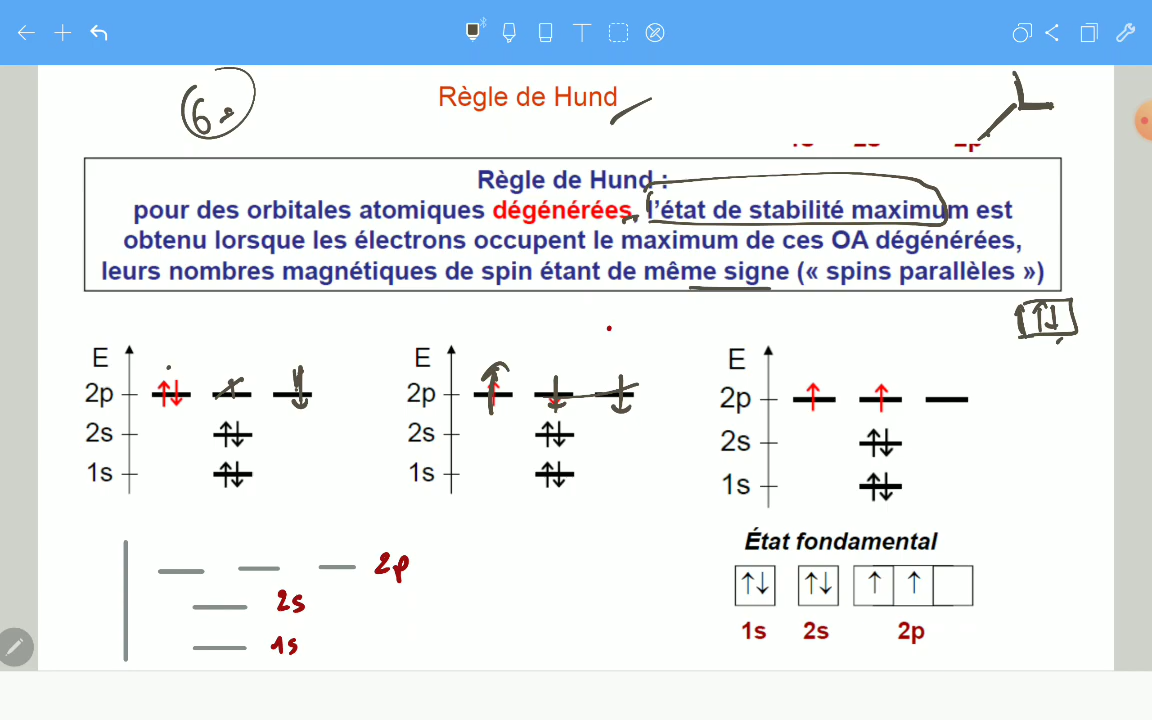 6
Règle de Hund
Règle de Hund :
pour des orbitales atomiques dégénérées, l'état de stabilité maximum est
obtenu lorsque les électrons occupent le maximum de ces OA dégénérées,
leurs nombres magnétiques de spin étant de même signe (« spins parallèles »)
E
2p
2s
1s
E
2p
2s
1s
E
2p
2s
1s
2p
2s
1s
État fondamental
↑↓ ↑↓ ↑ ↑
1s 2s 2p